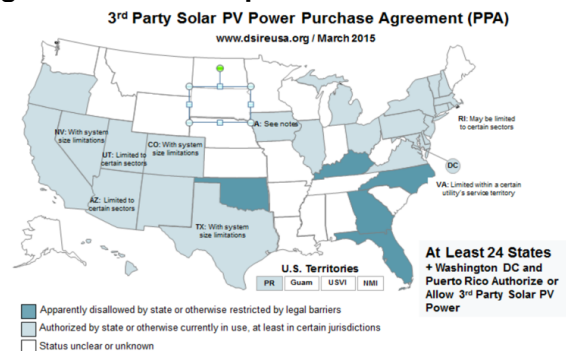 3rd Party Solar PV Power Purchase Agreement (PPA)
www.dsireusa.org / March 2015
NV: With system
size limitations
UT: Limited to
certain sectors
CO: With system
size limitations
AZ: Limited to
certain sectors
TX: With system
size limitations
A: See notes
RI: May be limited
to certain sectors
DC
VA: Limited within a certain
utility's service territory
U.S. Territories
PR
Guam
USVI
NMI
At Least 24 States
+ Washington DC and
Puerto Rico Authorize or
Allow 3rd Party Solar PV
Power
Apparently disallowed by state or otherwise restricted by legal barriers
Authorized by state or otherwise currently in use, at least in certain jurisdictions
Status unclear or unknown